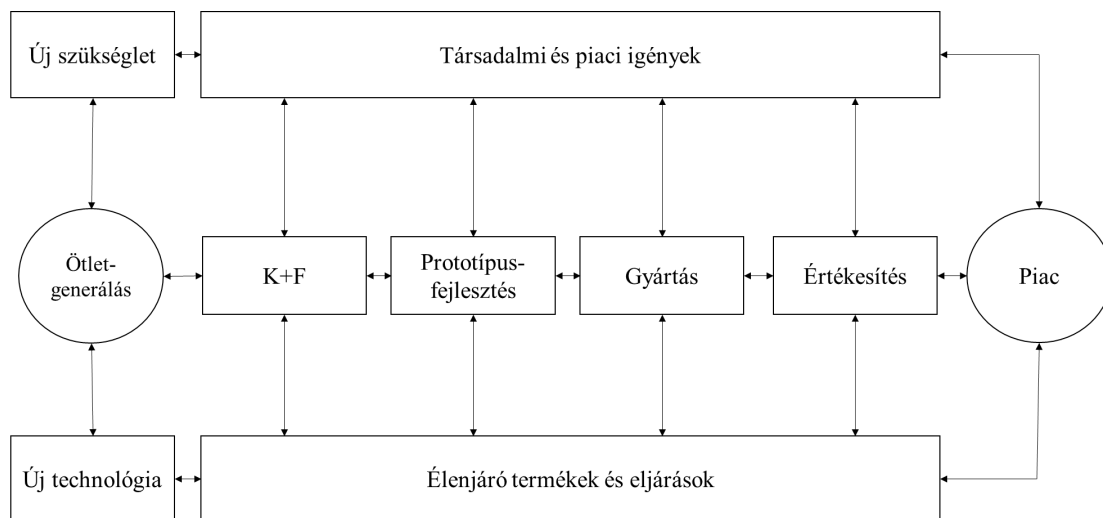 Új szükséglet
Társadalmi és piaci igények
Ötlet-
generálás
K+F
Prototípus-
fejlesztés
Gyártás
Értékesítés
Piac
Új technológia
Élenjáró termékek és eljárások